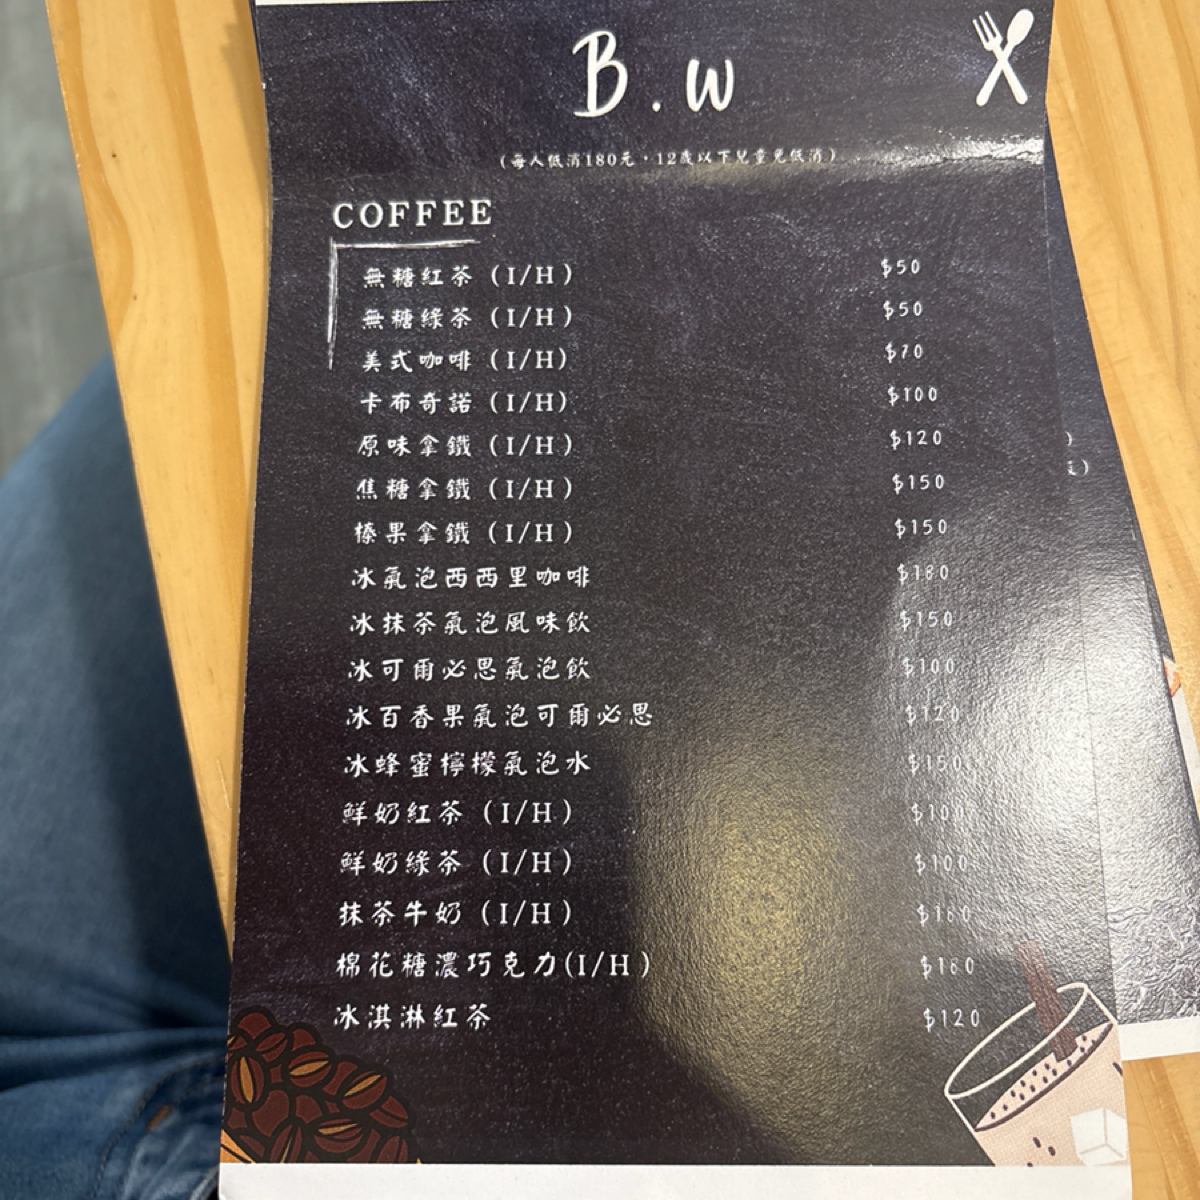 B.w
(每人低消180元,12歲以下兒童免低消)
COFFEE
無糖紅茶 (I/H) $50
無糖綠茶 (I/H) $50
美式咖啡 (I/H) $70
卡布奇諾 (I/H) $100
原味拿鐵 (I/H) $120
焦糖拿鐵 (I/H) $150
榛果拿鐵 (I/H) $150
冰氣泡西西里咖啡 $180
冰抹茶氣泡風味飲 $150
冰可爾必思氣泡飲 $100
冰百香果氣泡可爾必思 $120
冰蜂蜜檸檬氣泡水 $150
鮮奶紅茶 (I/H) $100
鮮奶綠茶 (I/H) $100
抹茶牛奶 (I/H)
棉花糖濃巧克力(I/H)
冰淇淋紅茶 $120